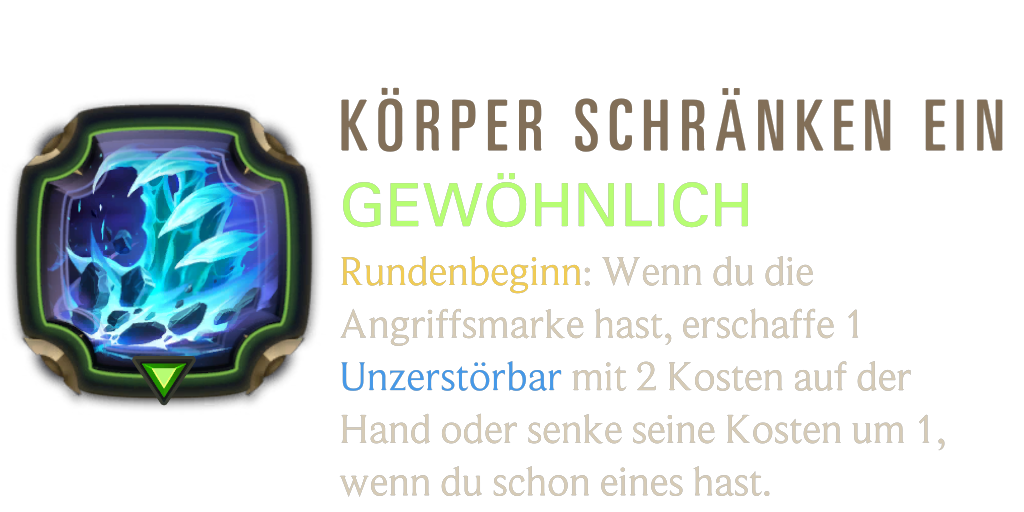 KÖRPER SCHRÄNKEN EIN
GEWÖHNLICH
Rundenbeginn: Wenn du die
Angriffsmarke hast, erschaffe 1
Unzerstörbar mit 2 Kosten auf der
Hand oder senke seine Kosten um 1,
wenn du schon eines hast.